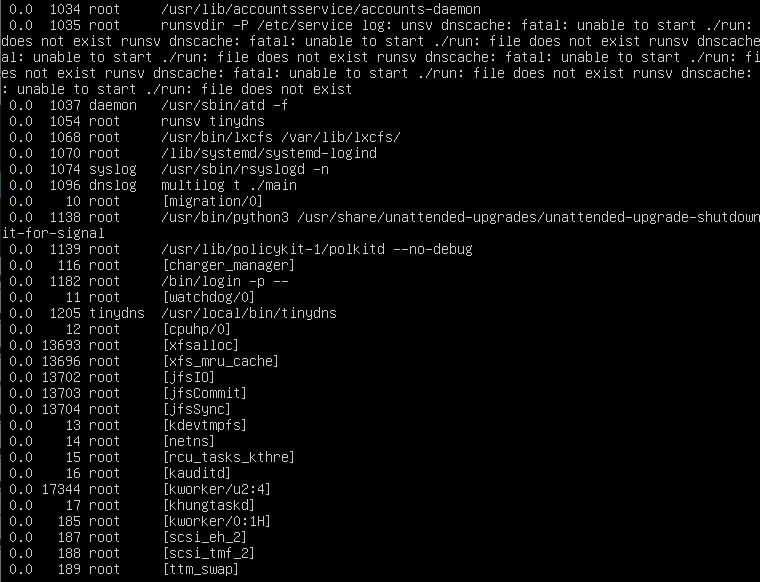 0.0 1034 root /usr/lib/accountsservice/accounts-daemon
0.0 1035 root runsvdir -P /etc/service log: unsv dnscache: fatal: unable to start ./run: file
does not exist runsv dnscache: fatal: unable to start ./run: file does not exist runsv dnscache
al: unable to start ./run: file does not exist runsv dnscache: fatal: unable to start ./run: fi
es not exist runsv dnscache: fatal: unable to start ./run: file does not exist runsv dnscache:
: unable to start ./run: file does not exist
0.0 1037 daemon /usr/sbin/atd -f
0.0 1054 root runsv tinydns
0.0 1068 root /usr/bin/lxcfs /var/lib/lxcfs/
0.0 1070 root /lib/systemd/systemd-logind
0.0 1074 syslog /usr/sbin/rsyslogd -n
0.0 1096 dnslog multilog t ./main
0.0 10 root [migration/0]
0.0 1138 root /usr/bin/python3 /usr/share/unattended-upgrades/unattended-upgrade-shutdown
it-for-signal
0.0 1139 root /usr/lib/policykit-1/polkitd --no-debug
0.0 116 root [charger_manager]
0.0 1182 root /bin/login -p --
0.0 11 root [watchdog/0]
0.0 1205 tinydns /usr/local/bin/tinydns
0.0 12 root [cpuhp/0]
0.0 13693 root [xfsalloc]
0.0 13696 root [xfs_mru_cache]
0.0 13702 root [jfsIO]
0.0 13703 root [jfsCommit]
0.0 13704 root [jfsSync]
0.0 13 root [kdevtmpfs]
0.0 14 root [netns]
0.0 15 root [rcu_tasks_kthre]
0.0 16 root [kauditd]
0.0 17344 root [kworker/u2:4]
0.0 17 root [khungtaskd]
0.0 185 root [kworker/0:1H]
0.0 187 root [scsi_eh_2]
0.0 188 root [scsi_tmf_2]
0.0 189 root [ttm_swap]